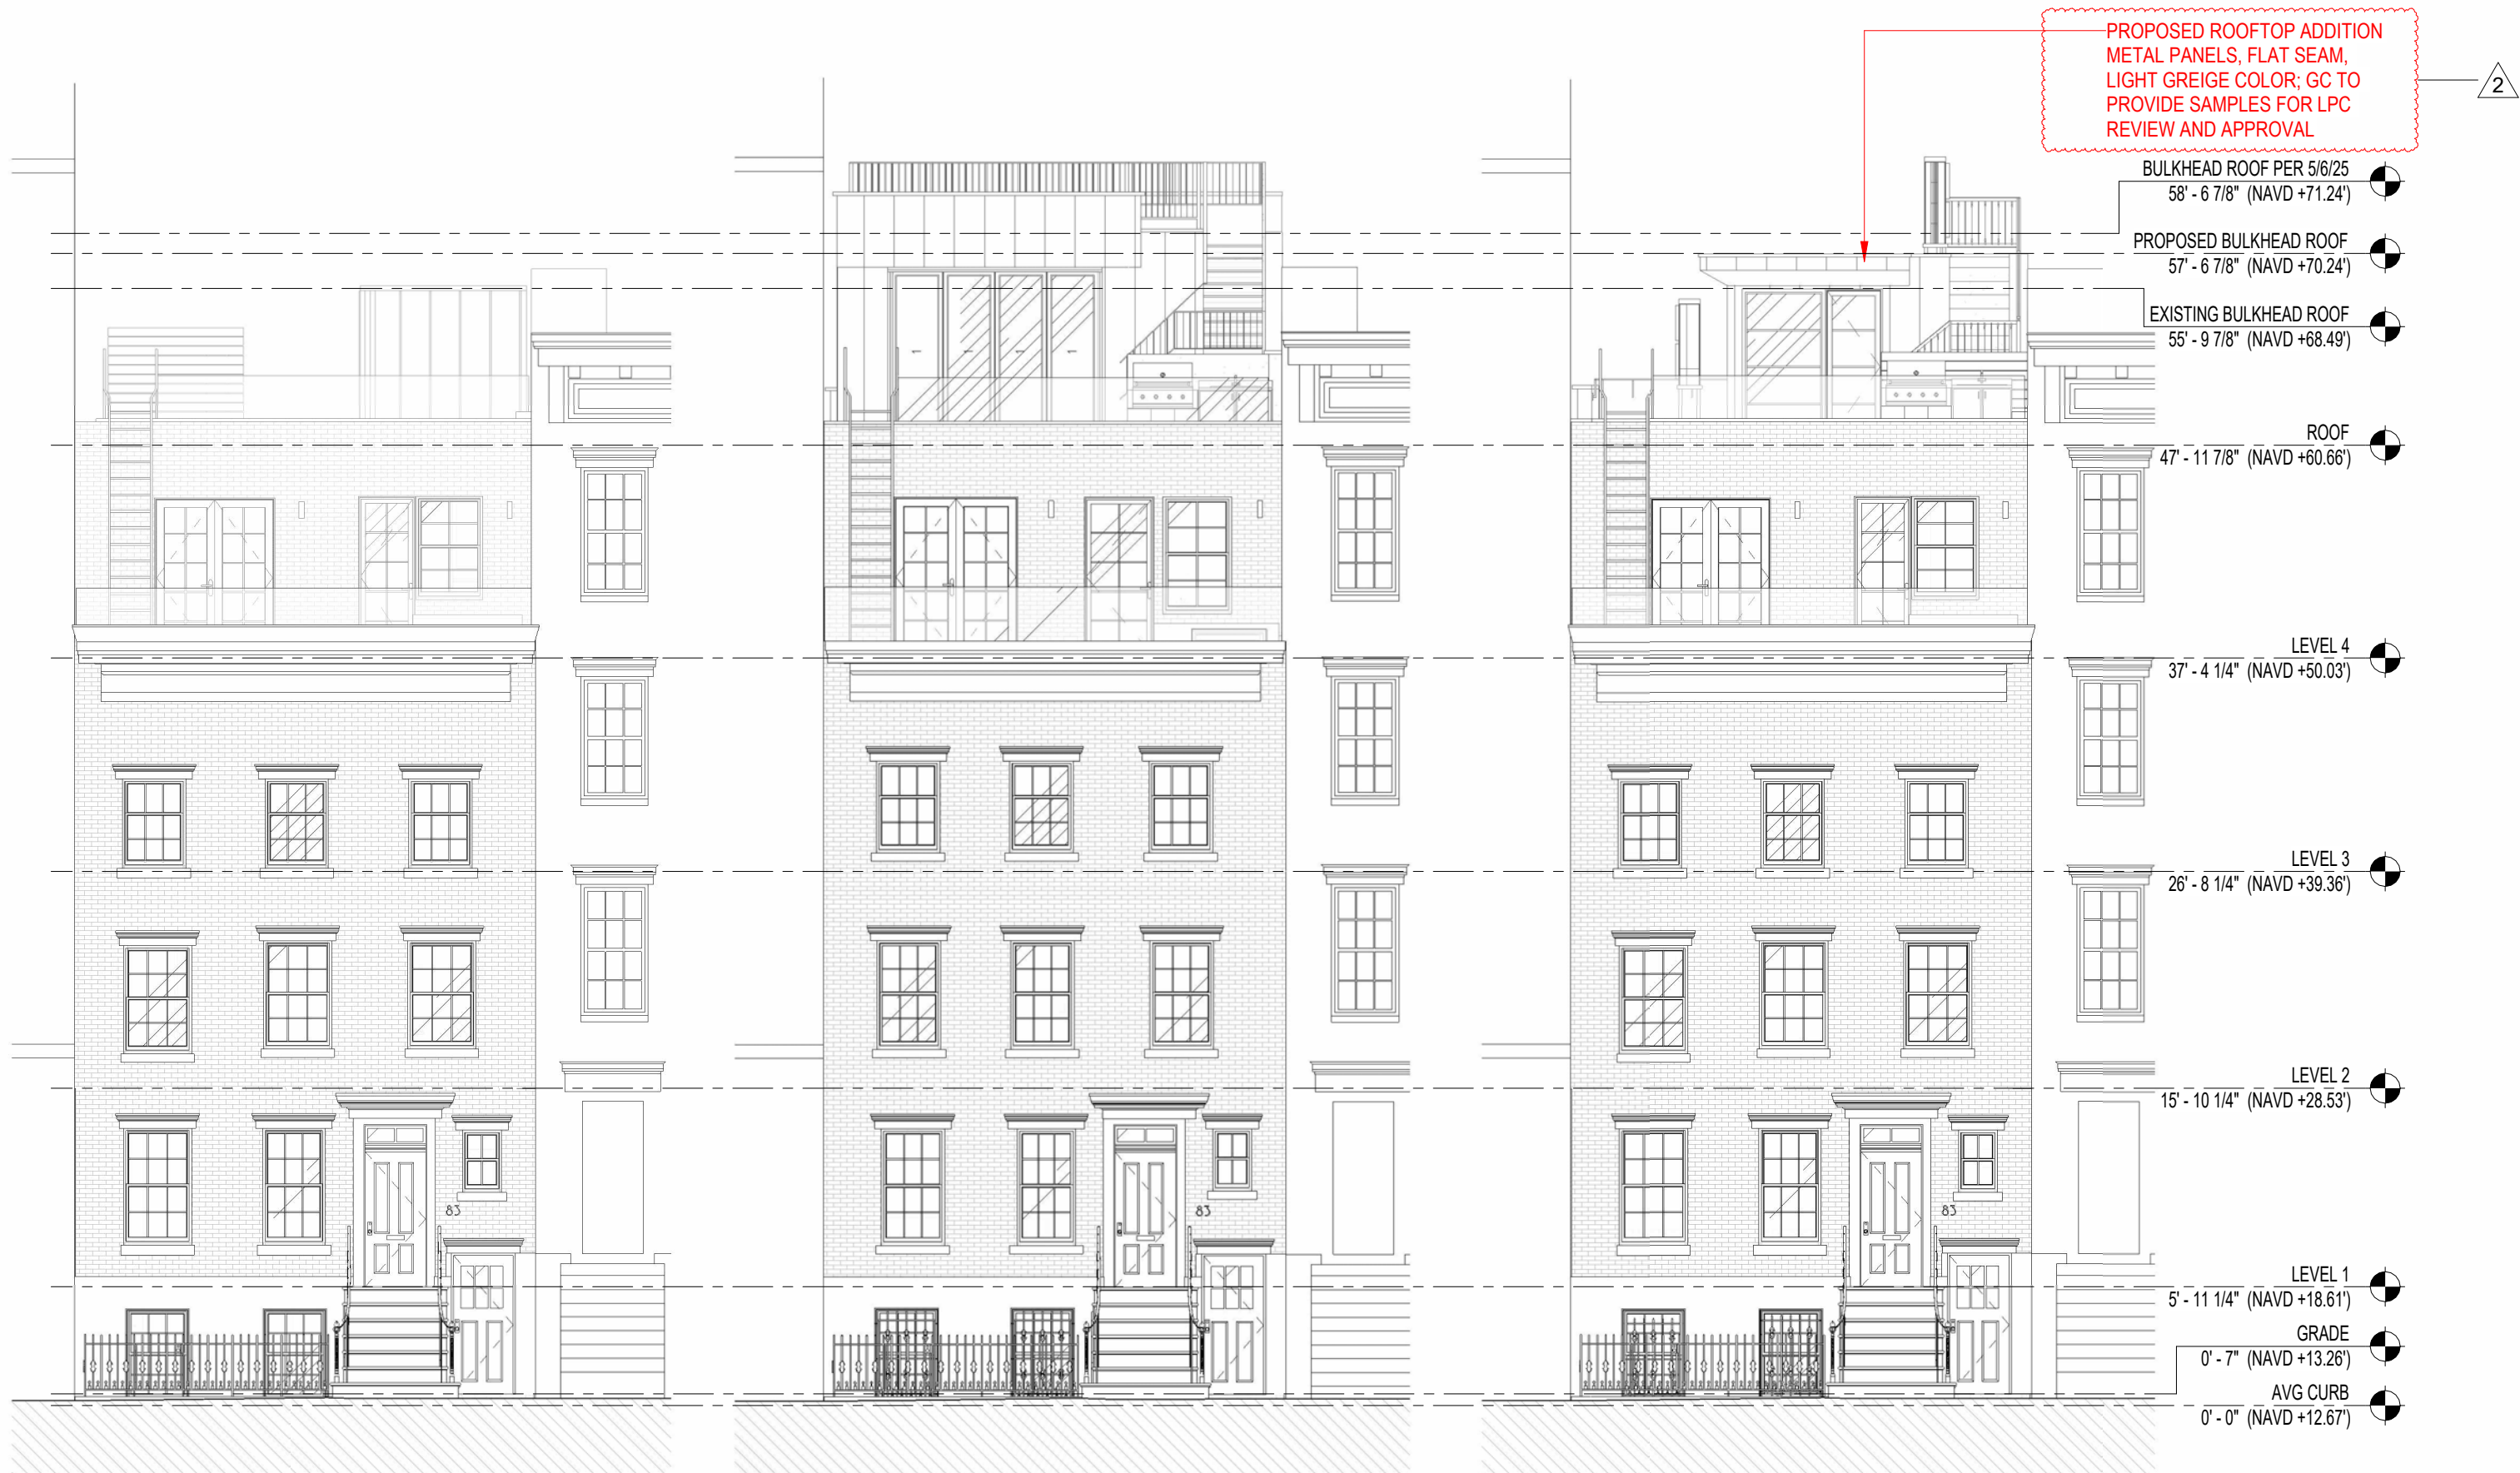 PROPOSED ROOFTOP ADDITION
METAL PANELS, FLAT SEAM,
LIGHT GREIGE COLOR; GC TO
PROVIDE SAMPLES FOR LPC
REVIEW AND APPROVAL
2
BULKHEAD ROOF PER 5/6/25
58' - 6 7/8" (NAVD +71.24')
PROPOSED BULKHEAD ROOF
57' - 6 7/8" (NAVD +70.24')
EXISTING BULKHEAD ROOF
55' - 9 7/8" (NAVD +68.49')
ROOF
47' - 11 7/8" (NAVD +60.66')
LEVEL 4
37' - 4 1/4" (NAVD +50.03')
LEVEL 3
26' - 8 1/4" (NAVD +39.36')
LEVEL 2
15' - 10 1/4" (NAVD +28.53')
82
82
82
LEVEL 1
5' - 11 1/4" (NAVD +18.61')
GRADE
0' - 7" (NAVD +13.26')
AVG CURB
0' - 0" (NAVD +12.67')